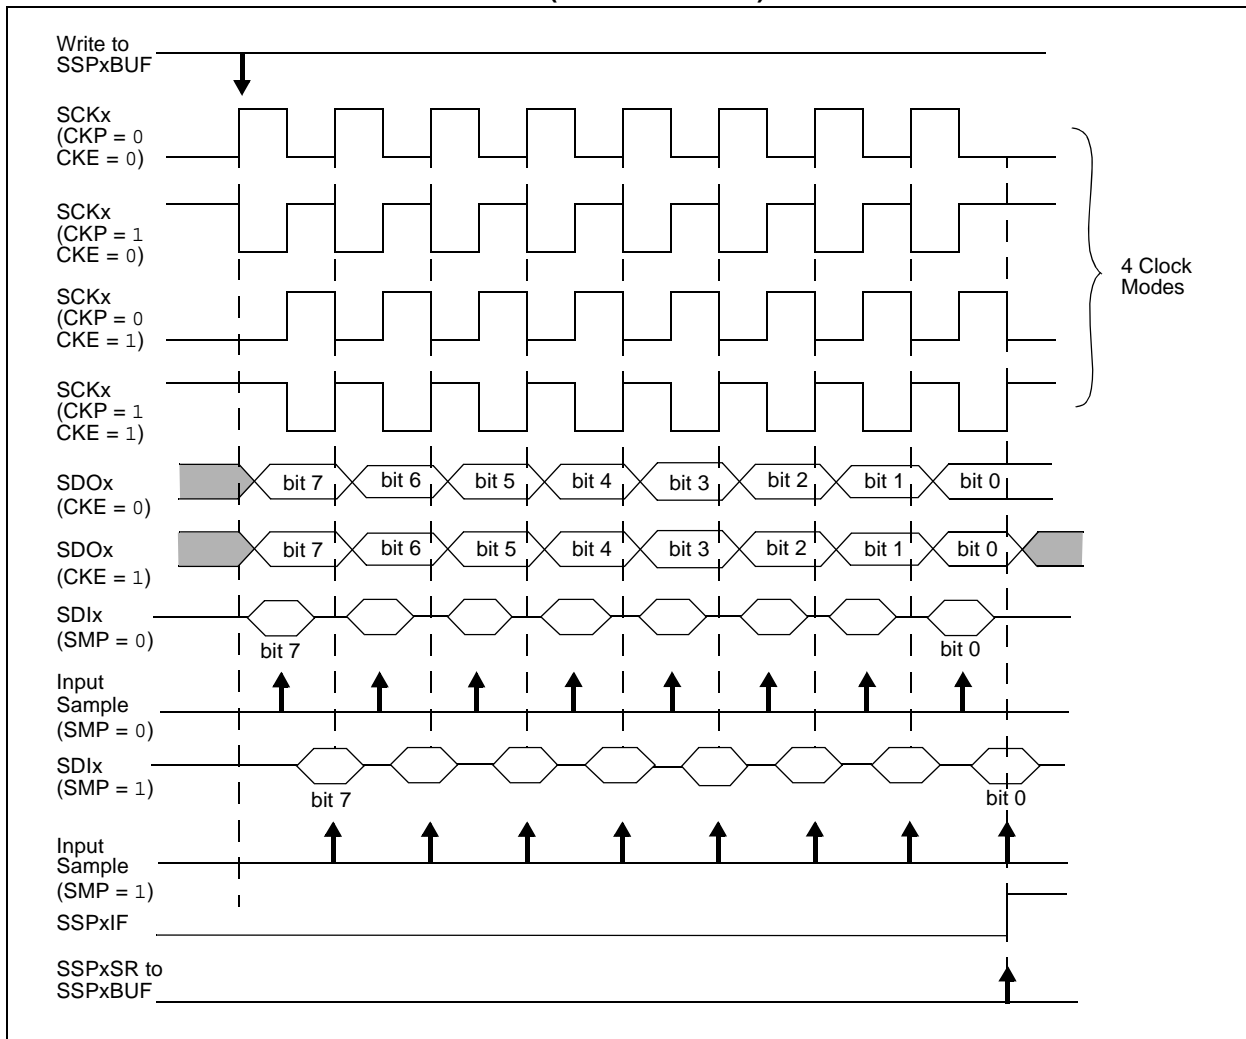 Write to
SSPxBUF
SCKx
(CKP = 0
CKE = 0)
SCKx
(CKP = 1
CKE = 0)
SCKx
(CKP = 0
CKE = 1)
4 Clock
Modes
SCKx
(CKP = 1
CKE = 1)
SDOx
(CKE = 0)
bit 7 bit 6 bit 5 bit 4 bit 3 bit 2 bit 1 bit 0
SDOx
(CKE = 1)
bit 7 bit 6 bit 5 bit 4 bit 3 bit 2 bit 1 bit 0
SDIx
(SMP = 0)
bit 7 bit 0
Input
Sample
(SMP = 0)
SDIx
(SMP = 1)
bit 7 bit 0
Input
Sample
(SMP = 1)
SSPxIF
SSPxSR to
SSPxBUF